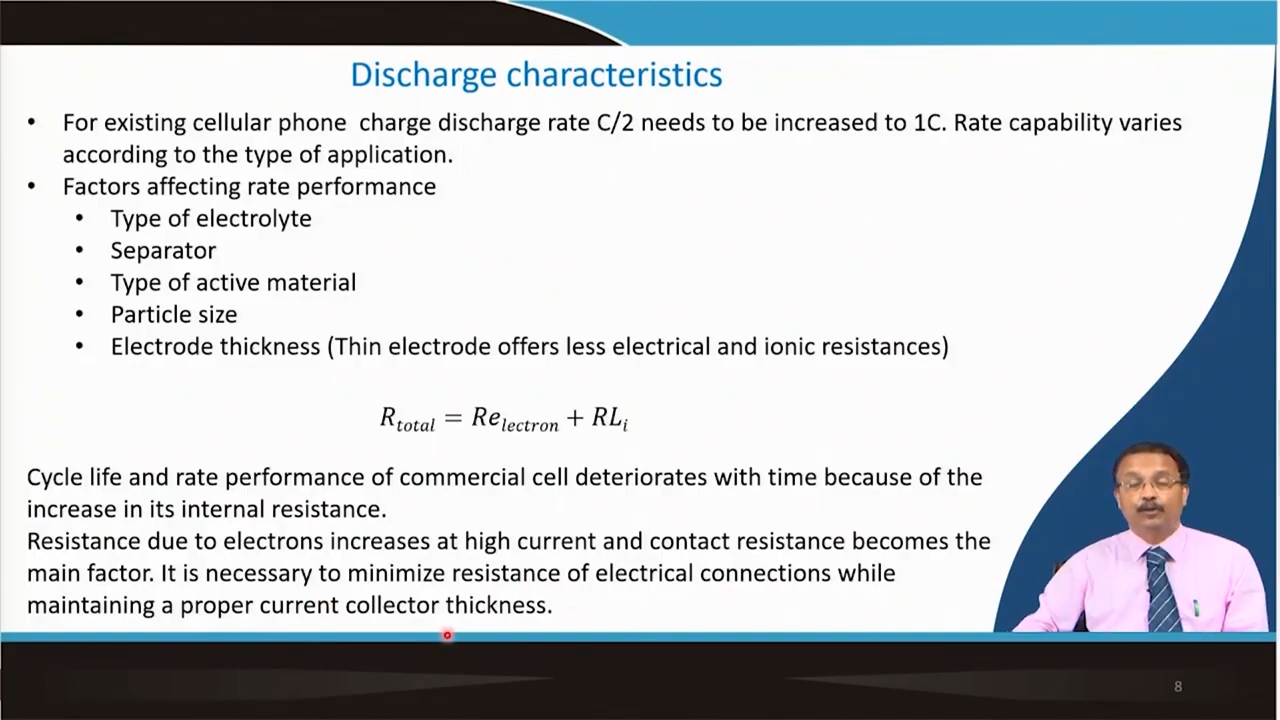 Discharge characteristics
• For existing cellular phone charge discharge rate C/2 needs to be increased to 1C. Rate capability varies
according to the type of application.
• Factors affecting rate performance
• Type of electrolyte
• Separator
• Type of active material
• Particle size
• Electrode thickness (Thin electrode offers less electrical and ionic resistances)
R_total = Re_lectron + RL_i
Cycle life and rate performance of commercial cell deteriorates with time because of the
increase in its internal resistance.
Resistance due to electrons increases at high current and contact resistance becomes the
main factor. It is necessary to minimize resistance of electrical connections while
maintaining a proper current collector thickness.
8